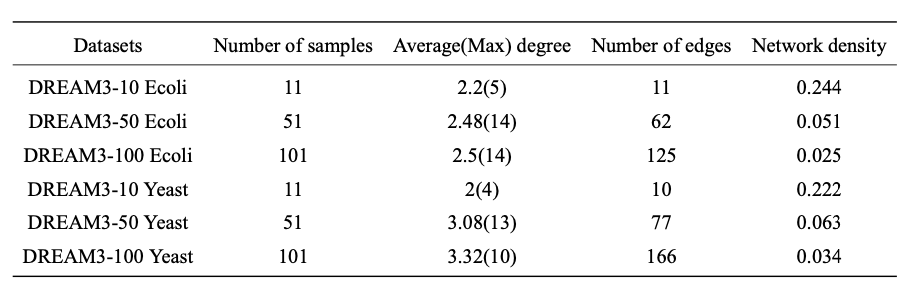 Datasets Number of samples Average(Max) degree Number of edges Network density
DREAM3-10 Ecoli 11 2.2(5) 11 0.244
DREAM3-50 Ecoli 51 2.48(14) 62 0.051
DREAM3-100 Ecoli 101 2.5(14) 125 0.025
DREAM3-10 Yeast 11 2(4) 10 0.222
DREAM3-50 Yeast 51 3.08(13) 77 0.063
DREAM3-100 Yeast 101 3.32(10) 166 0.034